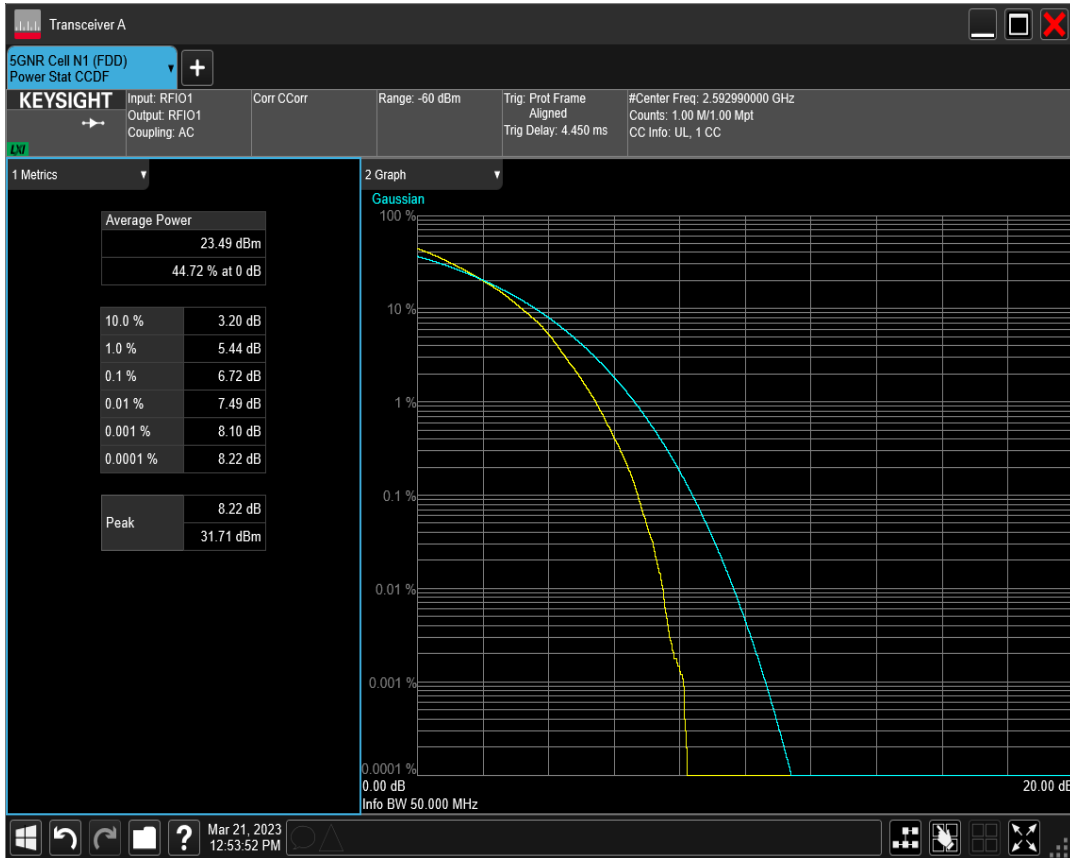 Transceiver A
5GNR Cell N1 (FDD)
Power Stat CCDF
+
KEYSIGHT
LXI
Input: RFIO1
Output: RFIO1
Coupling: AC
Corr CCorr
Range: -60 dBm
Trig: Prot Frame
Aligned
Trig Delay: 4.450 ms
#Center Freq: 2.592990000 GHz
Counts: 1.00 M/1.00 Mpt
CC Info: UL, 1 CC
1 Metrics
Average Power
23.49 dBm
44.72 % at 0 dB
10.0 % 3.20 dB
1.0 % 5.44 dB
0.1 % 6.72 dB
0.01 % 7.49 dB
0.001 % 8.10 dB
0.0001 % 8.22 dB
Peak
8.22 dB
31.71 dBm
2 Graph
Gaussian
100 %
10 %
1 %
0.1 %
0.01 %
0.001 %
0.0001 %
0.00 dB 20.00 dB
Info BW 50.000 MHz
?
Mar 21, 2023
12:53:52 PM